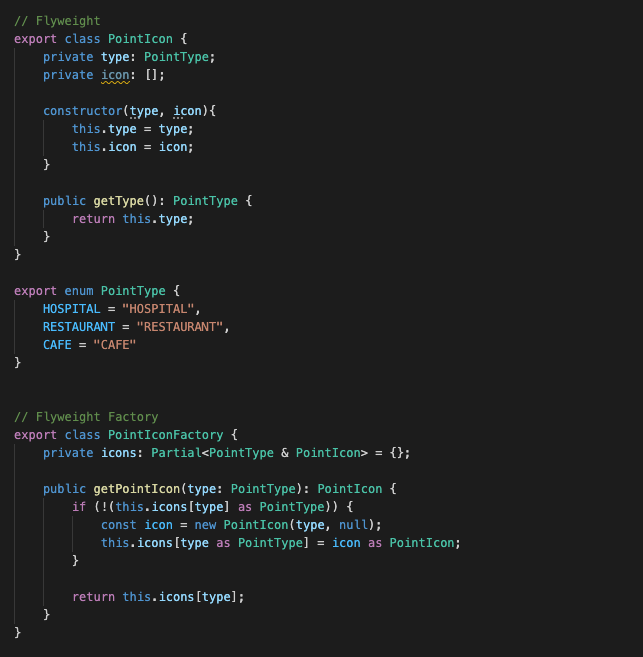 // Flyweight
export class PointIcon {
    private type: PointType;
    private icon: [];

    constructor(type, icon){
        this.type = type;
        this.icon = icon;
    }

    public getType(): PointType {
        return this.type;
    }
}

export enum PointType {
    HOSPITAL = "HOSPITAL",
    RESTAURANT = "RESTAURANT",
    CAFE = "CAFE"
}


// Flyweight Factory
export class PointIconFactory {
    private icons: Partial<PointType & PointIcon> = {};

    public getPointIcon(type: PointType): PointIcon {
        if (!(this.icons[type] as PointType)) {
            const icon = new PointIcon(type, null);
            this.icons[type as PointType] = icon as PointIcon;
        }

        return this.icons[type];
    }
}